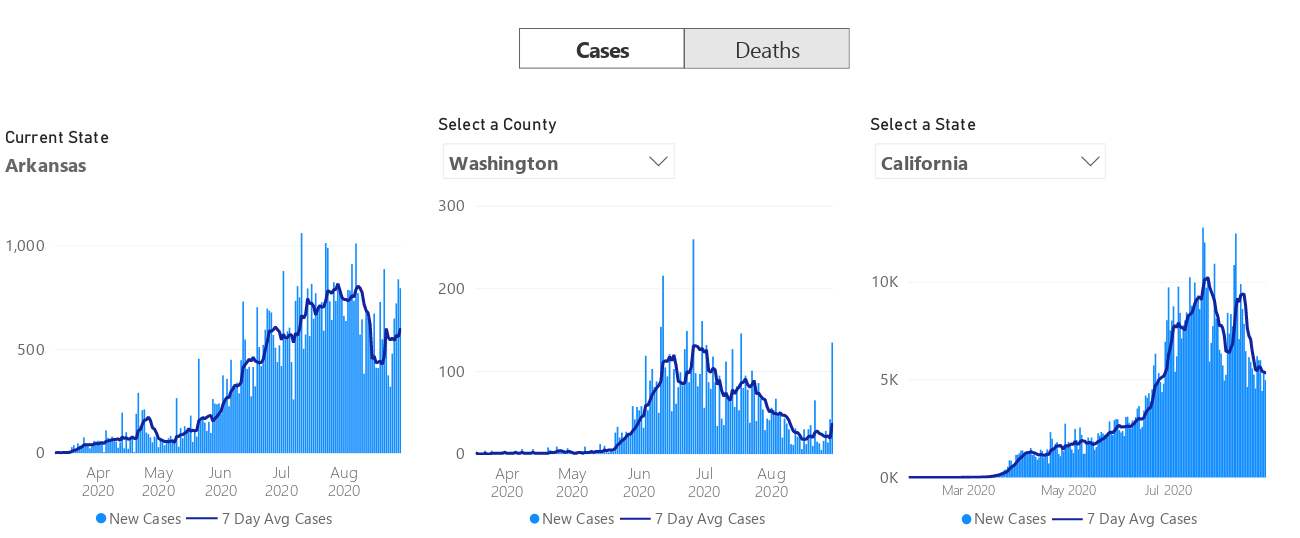 Cases
Deaths
Current State
Arkansas
1,000
500
0
Apr 2020
May 2020
Jun 2020
Jul 2020
Aug 2020
New Cases
7 Day Avg Cases
Select a County
Washington
300
200
100
0
Apr 2020
May 2020
Jun 2020
Jul 2020
Aug 2020
New Cases
7 Day Avg Cases
Select a State
California
10K
5K
0K
Mar 2020
May 2020
Jul 2020
New Cases
7 Day Avg Cases